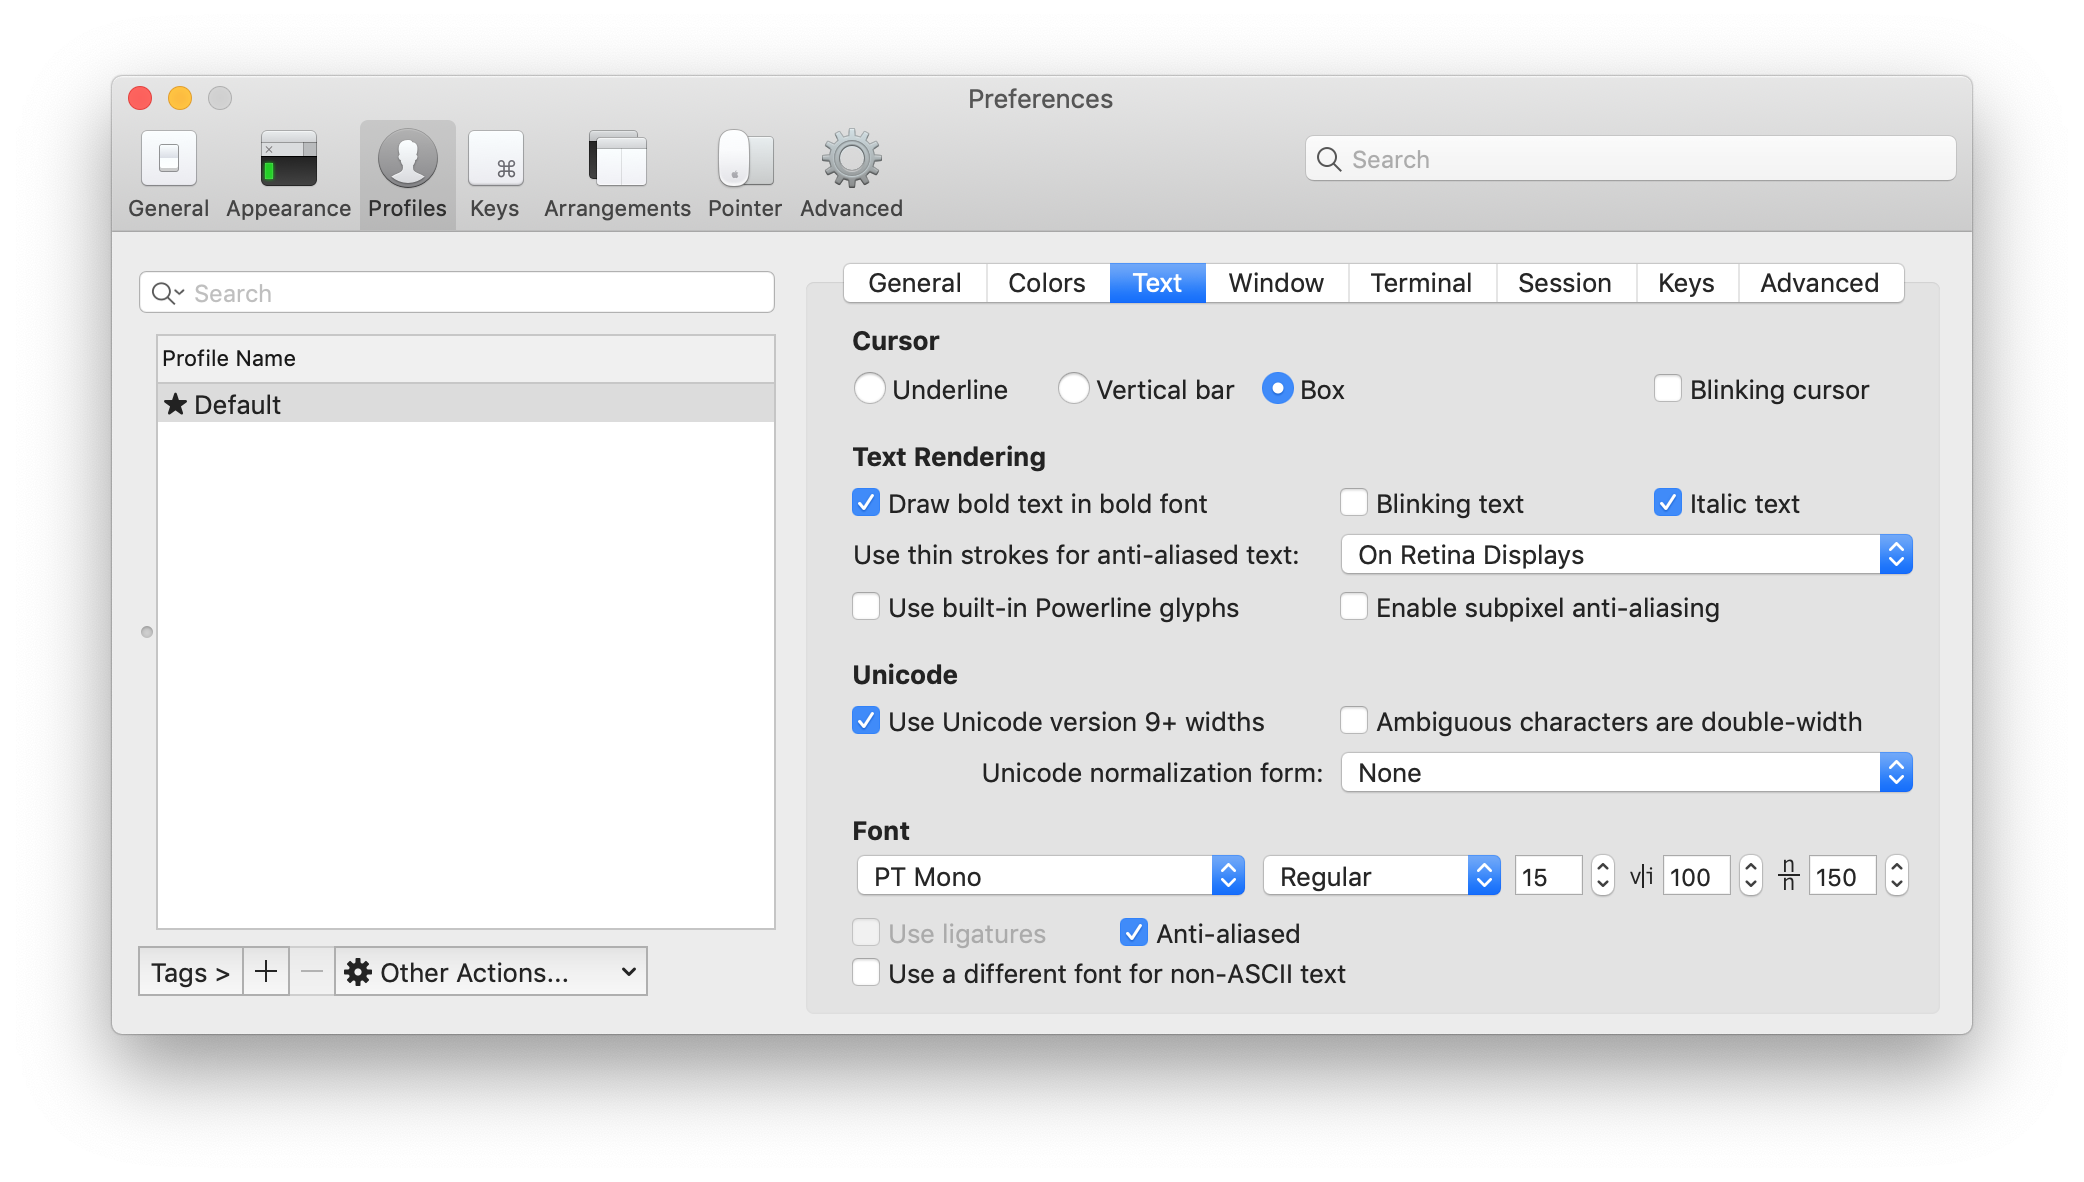 Preferences
General Appearance Profiles Keys Arrangements Pointer Advanced
Search
Search
Profile Name
★ Default
Tags > + — Other Actions...
General Colors Text Window Terminal Session Keys Advanced
Cursor
Underline Vertical bar Box Blinking cursor
Text Rendering
Draw bold text in bold font Blinking text Italic text
Use thin strokes for anti-aliased text: On Retina Displays
Use built-in Powerline glyphs Enable subpixel anti-aliasing
Unicode
Use Unicode version 9+ widths Ambiguous characters are double-width
Unicode normalization form: None
Font
PT Mono Regular 15 v|i 100 n/n 150
Use ligatures Anti-aliased
Use a different font for non-ASCII text